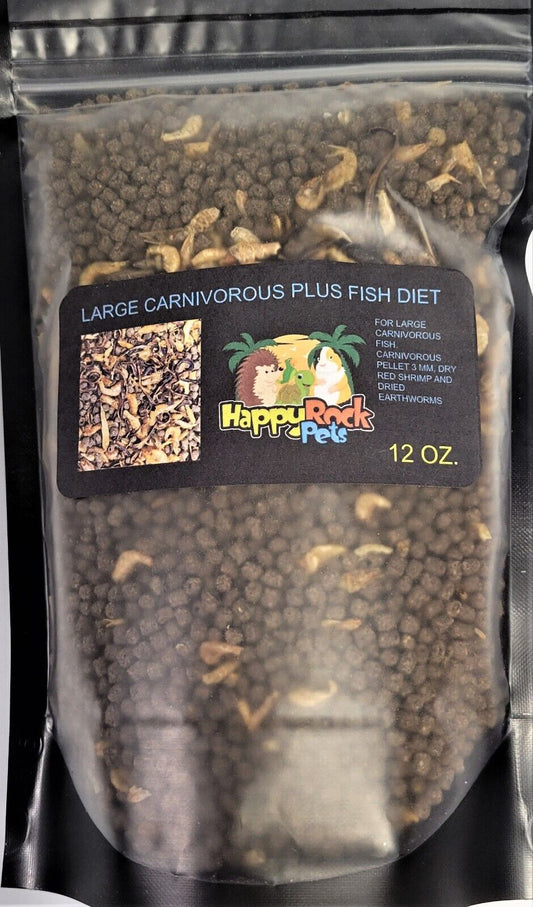 LARGE CARNIVOROUS PLUS FISH DIET
FOR LARGE
CARNIVOROUS
FISH.
CARNIVOROUS
PELLET 3 MM, DRY
RED SHRIMP AND
DRIED
EARTHWORMS
HappyRock
Pets
12 OZ.